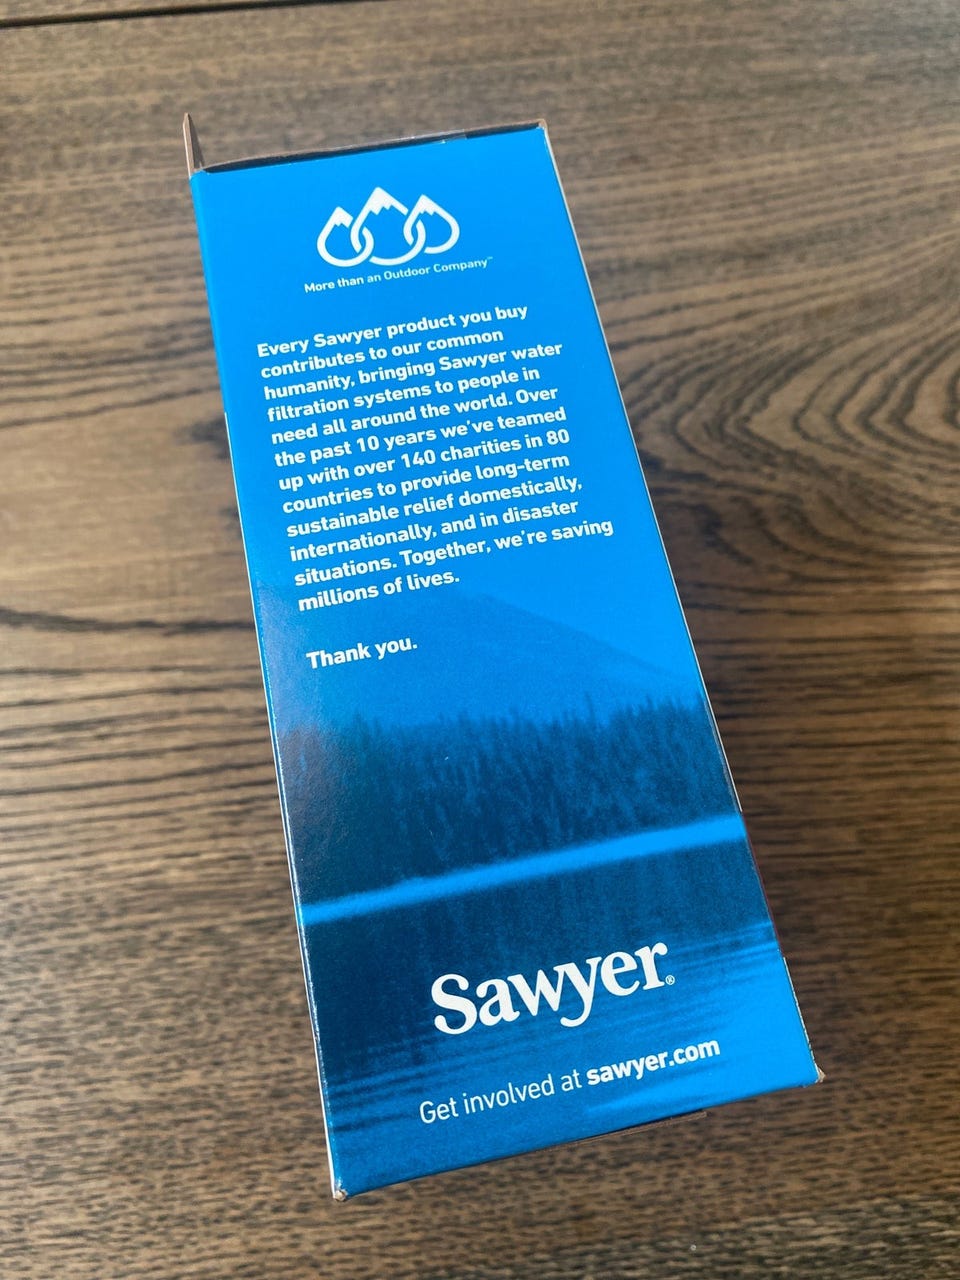 More than an Outdoor Company™
Every Sawyer product you buy
contributes to our common
humanity, bringing Sawyer water
filtration systems to people in
need all around the world. Over
the past 10 years we've teamed
up with over 140 charities in 80
countries to provide long-term
sustainable relief domestically,
internationally, and in disaster
situations. Together, we're saving
millions of lives.
Thank you.
Sawyer®
Get involved at sawyer.com